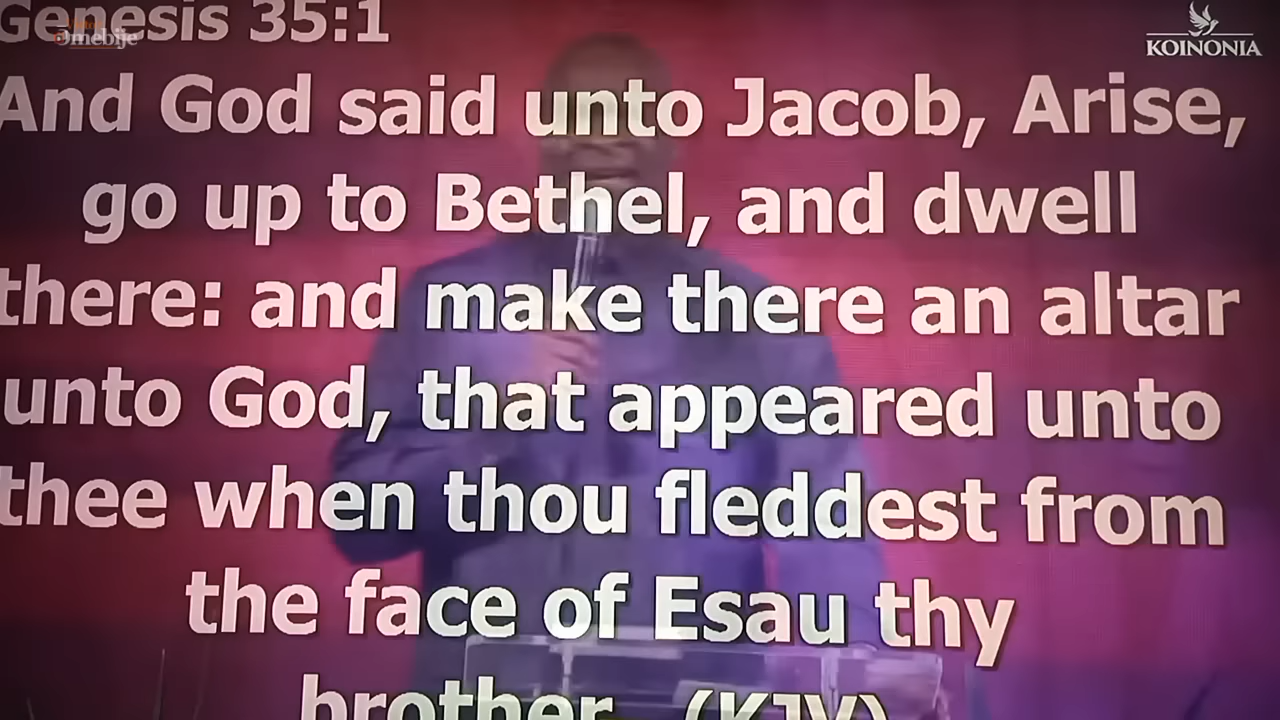 Genesis 35:1
Omebije
KOINONIA
And God said unto Jacob, Arise,
go up to Bethel, and dwell
there: and make there an altar
unto God, that appeared unto
thee when thou fleddest from
the face of Esau thy
brother. (KJV)